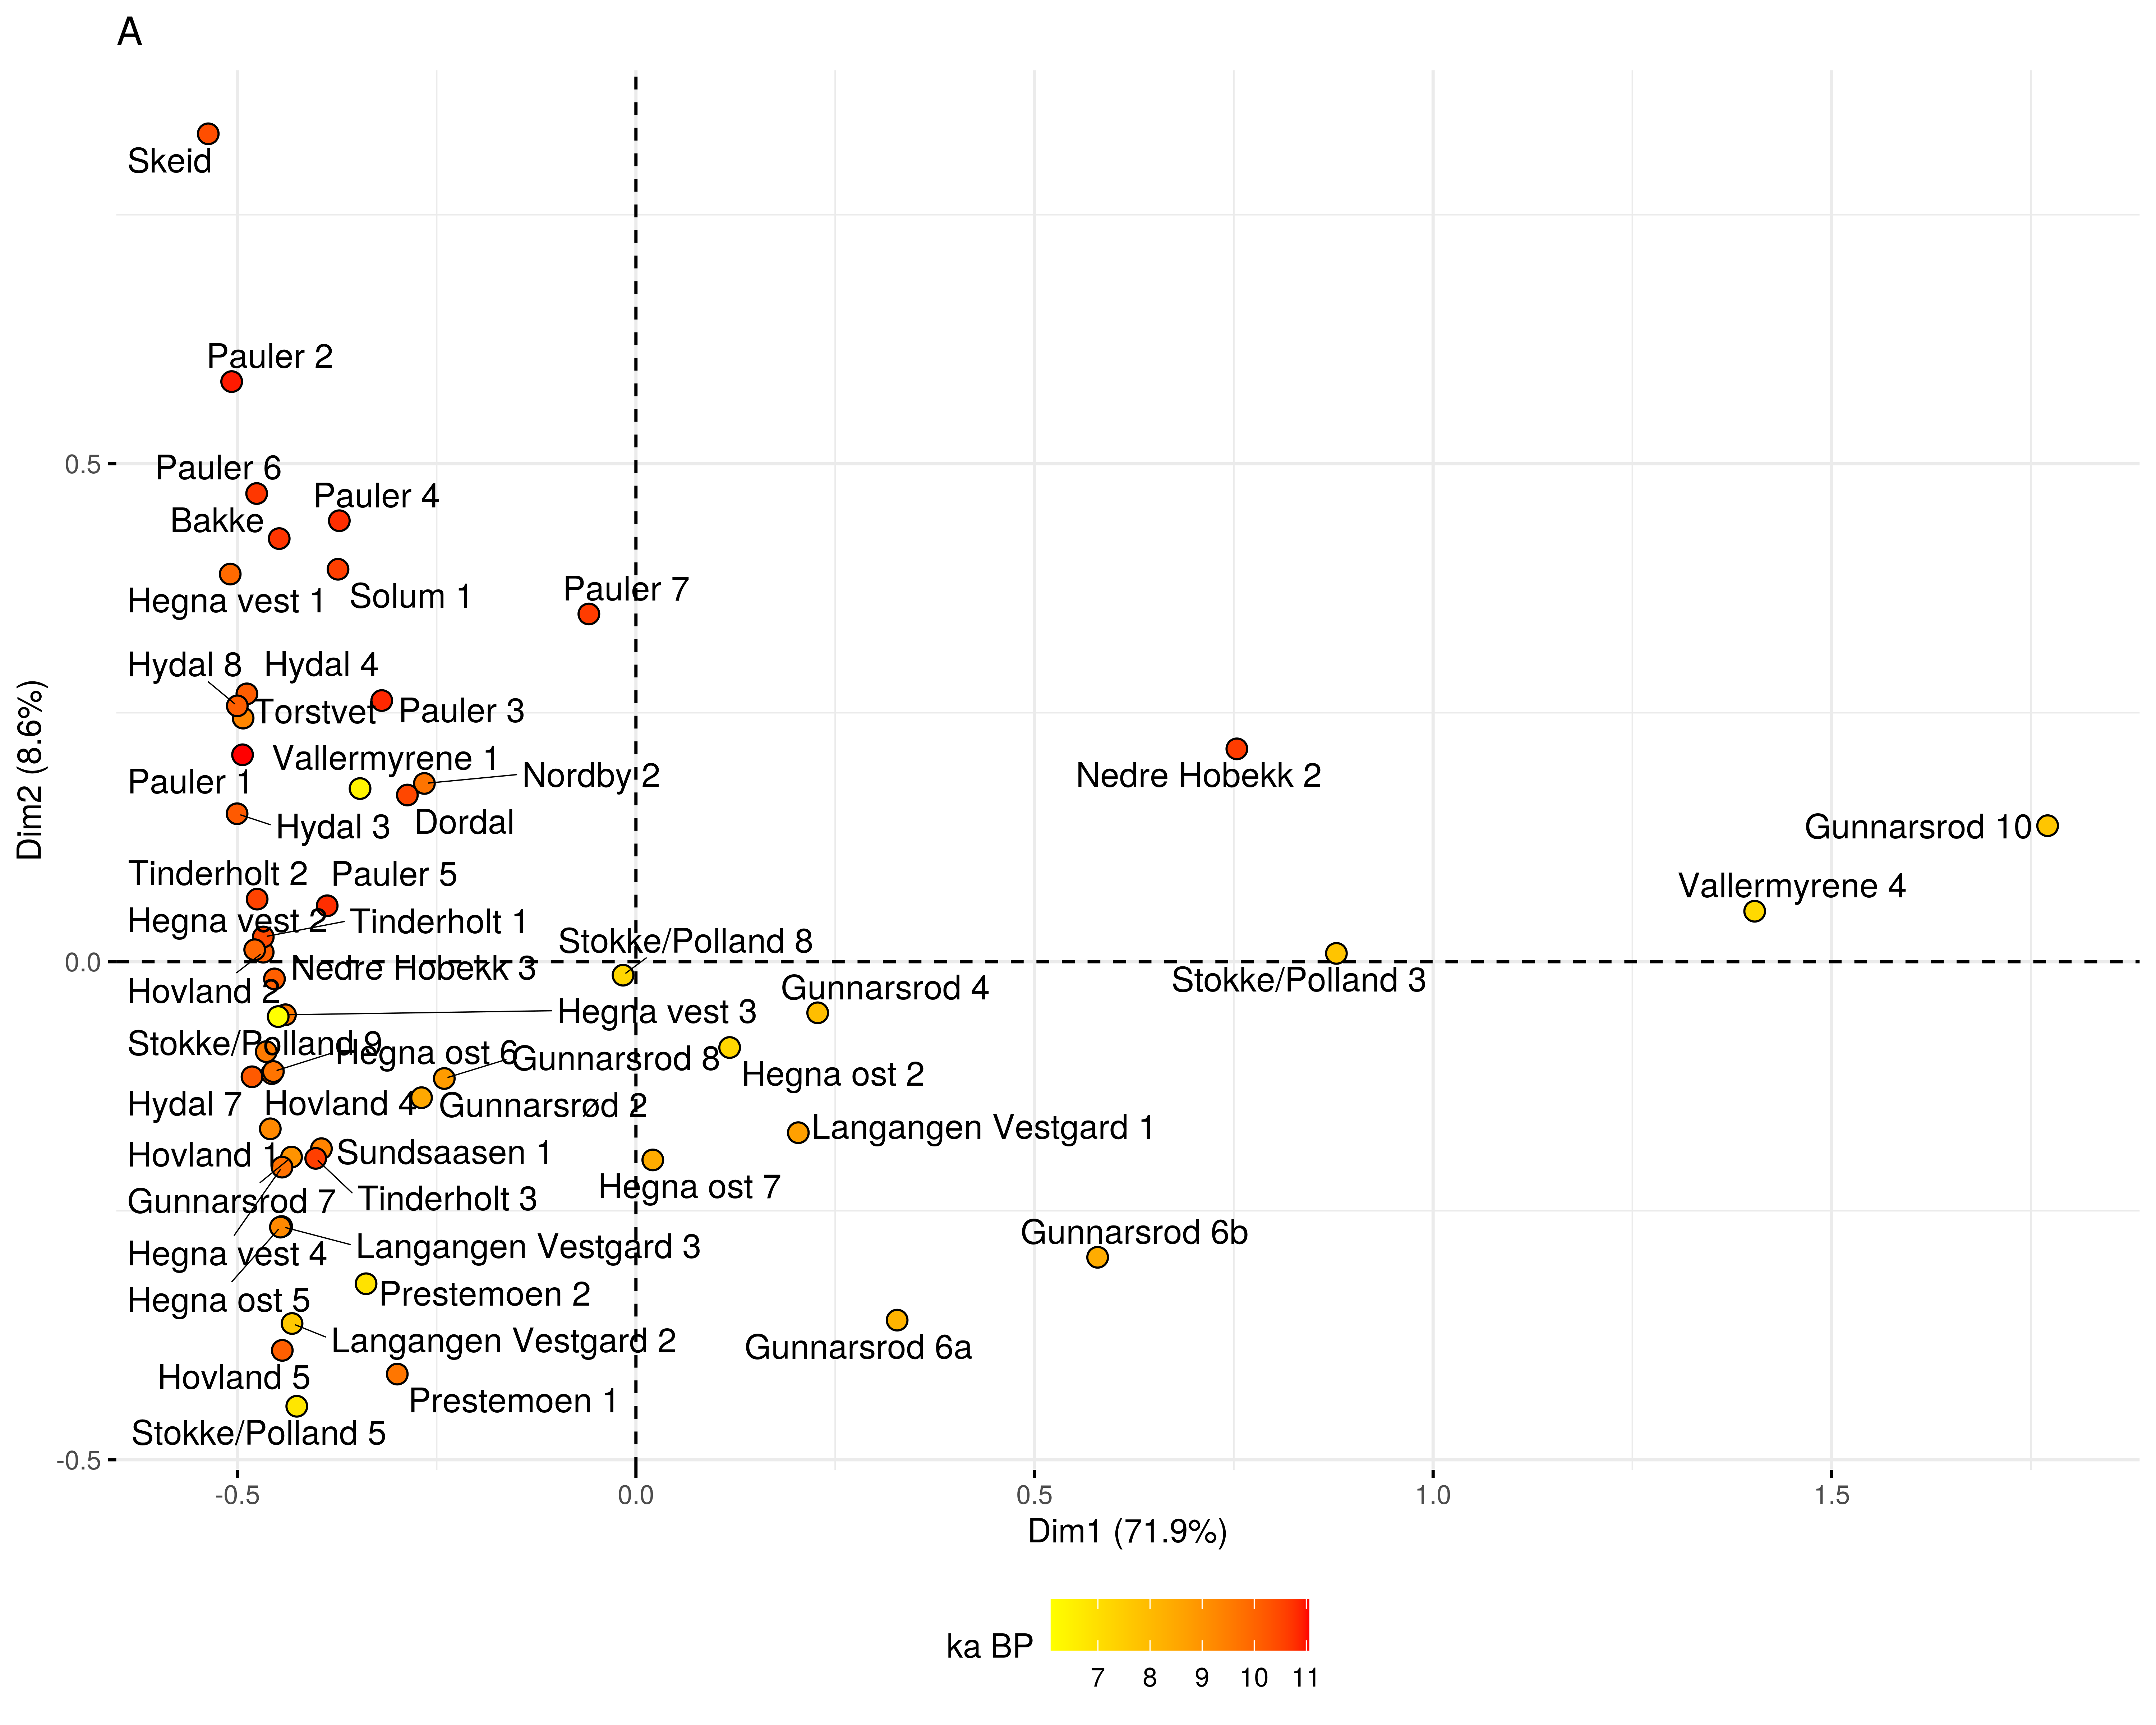 A
Skeid
Pauler 2
Pauler 6
Pauler 4
Bakke
Hegna vest 1
Solum 1
Pauler 7
Hydal 8
Hydal 4
Torstvet
Pauler 3
Vallermyrene 1
Pauler 1
Nordby 2
Nedre Hobekk 2
Hydal 3
Dordal
Gunnarsrod 10
Tinderholt 2
Pauler 5
Vallermyrene 4
Hegna vest 2
Tinderholt 1
Stokke/Polland 8
Nedre Hobekk 3
Stokke/Polland 3
Hovland 2
Gunnarsrod 4
Hegna vest 3
Stokke/Polland 9
Hegna ost 6
Gunnarsrod 8
Hegna ost 2
Hydal 7
Hovland 4
Gunnarsrød 2
Langangen Vestgard 1
Hovland 1
Sundsaasen 1
Hegna ost 7
Gunnarsrod 7
Tinderholt 3
Gunnarsrod 6b
Hegna vest 4
Langangen Vestgard 3
Hegna ost 5
Prestemoen 2
Langangen Vestgard 2
Gunnarsrod 6a
Hovland 5
Prestemoen 1
Stokke/Polland 5
0.5
0.0
-0.5
Dim2 (8.6%)
-0.5 0.0 0.5 1.0 1.5
Dim1 (71.9%)
ka BP
7 8 9 10 11